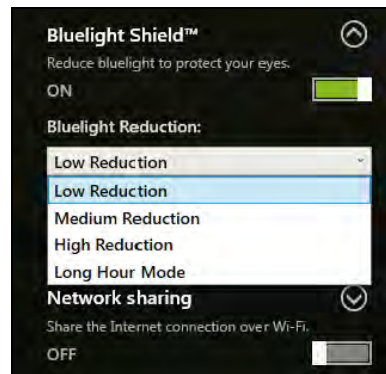 Bluelight Shield™
Reduce bluelight to protect your eyes.
ON
Bluelight Reduction:
Low Reduction
Low Reduction
Medium Reduction
High Reduction
Long Hour Mode
Network sharing
Share the Internet connection over Wi-Fi.
OFF